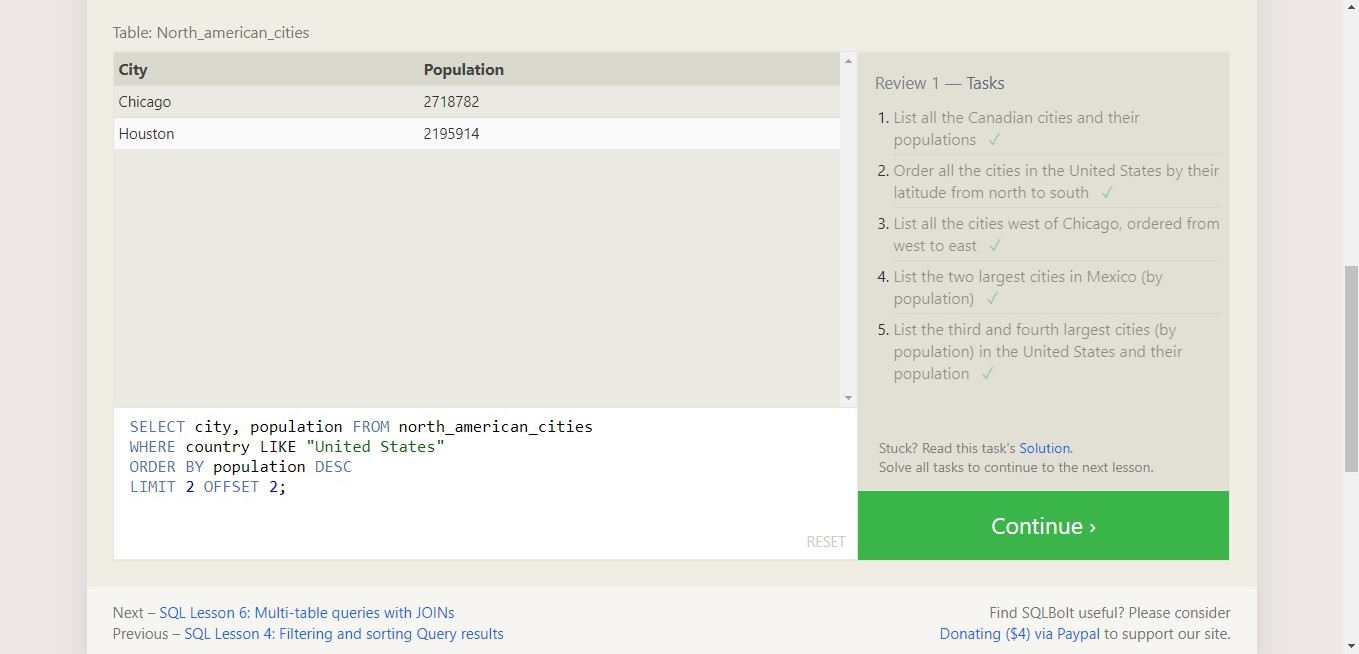 Table: North_american_cities
City Population
Chicago 2718782
Houston 2195914
SELECT city, population FROM north_american_cities
WHERE country LIKE "United States"
ORDER BY population DESC
LIMIT 2 OFFSET 2;
RESET
Review 1 — Tasks
1. List all the Canadian cities and their
populations ✓
2. Order all the cities in the United States by their
latitude from north to south ✓
3. List all the cities west of Chicago, ordered from
west to east ✓
4. List the two largest cities in Mexico (by
population) ✓
5. List the third and fourth largest cities (by
population) in the United States and their
population ✓
Stuck? Read this task's Solution.
Solve all tasks to continue to the next lesson.
Continue ›
Next – SQL Lesson 6: Multi-table queries with JOINs
Previous – SQL Lesson 4: Filtering and sorting Query results
Find SQLBolt useful? Please consider
Donating ($4) via Paypal to support our site.